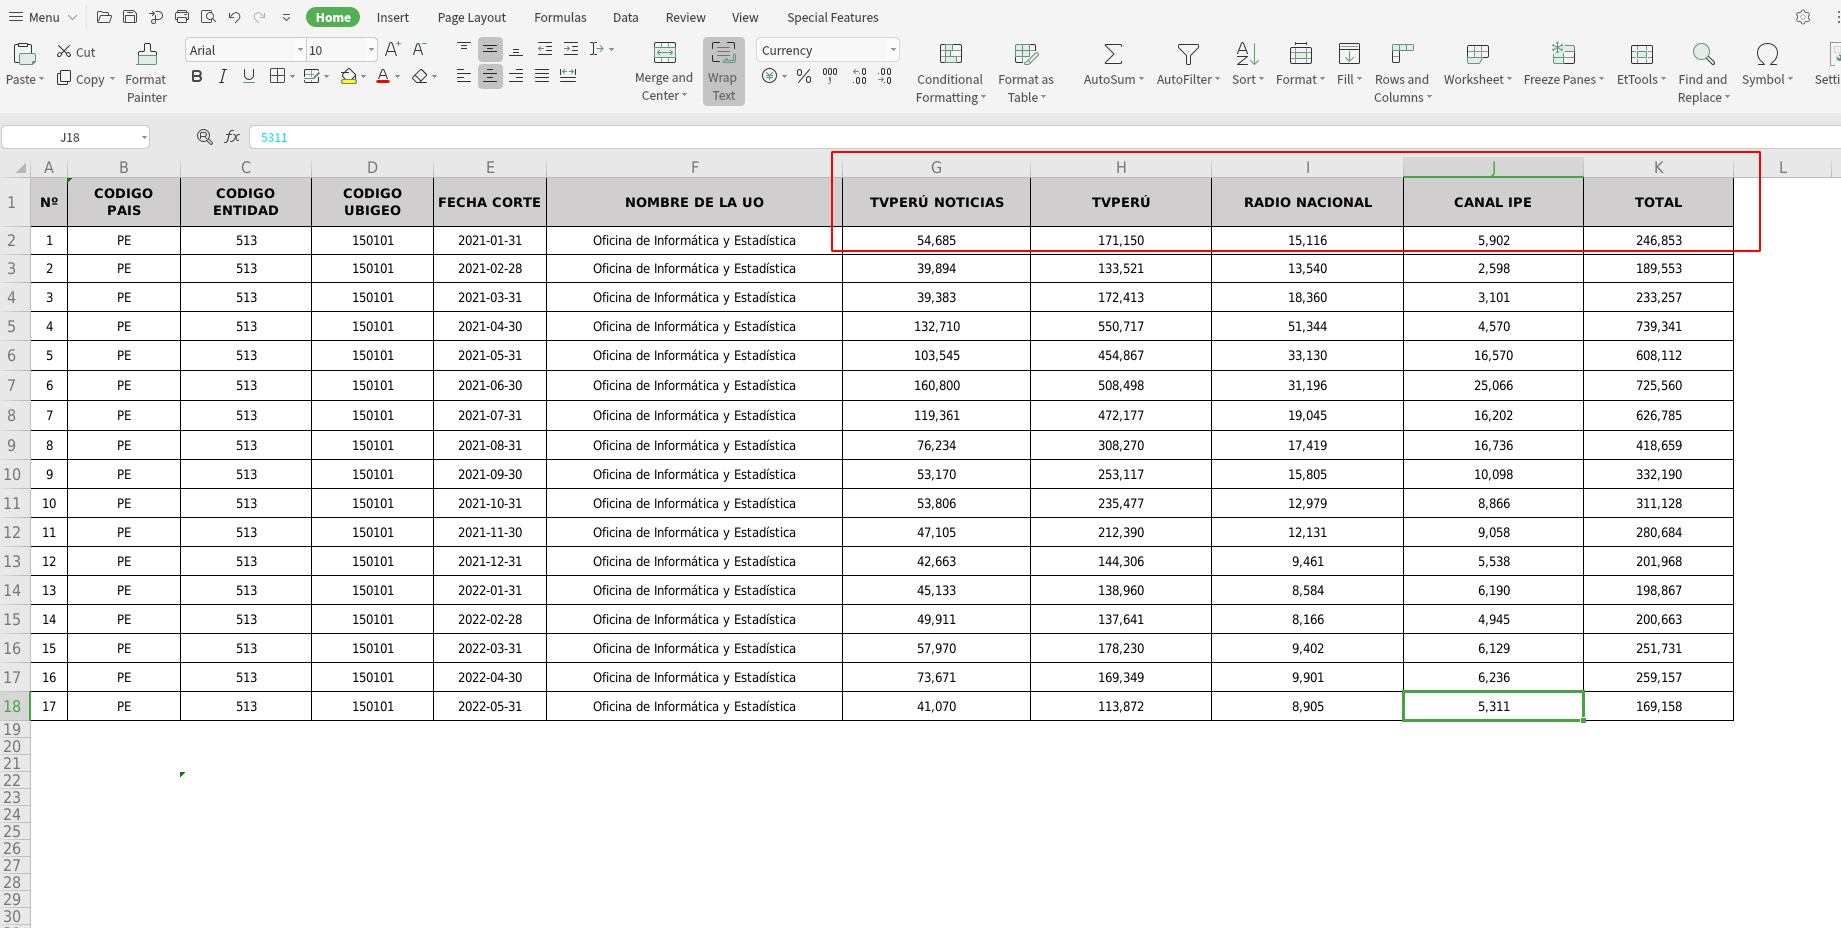 Menu Home Insert Page Layout Formulas Data Review View Special Features
Paste Cut Copy Format Painter Arial 10 A+ A- B I U A Merge and Center Wrap Text Currency % 000 Conditional Formatting Format as Table AutoSum AutoFilter Sort Format Fill Rows and Columns Worksheet Freeze Panes EtTools Find and Replace Symbol Setti
J18 fx 5311
A B C D E F G H I J K L
1 Nº CODIGO PAIS CODIGO ENTIDAD CODIGO UBIGEO FECHA CORTE NOMBRE DE LA UO TVPERÚ NOTICIAS TVPERÚ RADIO NACIONAL CANAL IPE TOTAL
2 1 PE 513 150101 2021-01-31 Oficina de Informática y Estadística 54,685 171,150 15,116 5,902 246,853
3 2 PE 513 150101 2021-02-28 Oficina de Informática y Estadística 39,894 133,521 13,540 2,598 189,553
4 3 PE 513 150101 2021-03-31 Oficina de Informática y Estadística 39,383 172,413 18,360 3,101 233,257
5 4 PE 513 150101 2021-04-30 Oficina de Informática y Estadística 132,710 550,717 51,344 4,570 739,341
6 5 PE 513 150101 2021-05-31 Oficina de Informática y Estadística 103,545 454,867 33,130 16,570 608,112
7 6 PE 513 150101 2021-06-30 Oficina de Informática y Estadística 160,800 508,498 31,196 25,066 725,560
8 7 PE 513 150101 2021-07-31 Oficina de Informática y Estadística 119,361 472,177 19,045 16,202 626,785
9 8 PE 513 150101 2021-08-31 Oficina de Informática y Estadística 76,234 308,270 17,419 16,736 418,659
10 9 PE 513 150101 2021-09-30 Oficina de Informática y Estadística 53,170 253,117 15,805 10,098 332,190
11 10 PE 513 150101 2021-10-31 Oficina de Informática y Estadística 53,806 235,477 12,979 8,866 311,128
12 11 PE 513 150101 2021-11-30 Oficina de Informática y Estadística 47,105 212,390 12,131 9,058 280,684
13 12 PE 513 150101 2021-12-31 Oficina de Informática y Estadística 42,663 144,306 9,461 5,538 201,968
14 13 PE 513 150101 2022-01-31 Oficina de Informática y Estadística 45,133 138,960 8,584 6,190 198,867
15 14 PE 513 150101 2022-02-28 Oficina de Informática y Estadística 49,911 137,641 8,166 4,945 200,663
16 15 PE 513 150101 2022-03-31 Oficina de Informática y Estadística 57,970 178,230 9,402 6,129 251,731
17 16 PE 513 150101 2022-04-30 Oficina de Informática y Estadística 73,671 169,349 9,901 6,236 259,157
18 17 PE 513 150101 2022-05-31 Oficina de Informática y Estadística 41,070 113,872 8,905 5,311 169,158
19
20
21
22
23
24
25
26
27
28
29
30